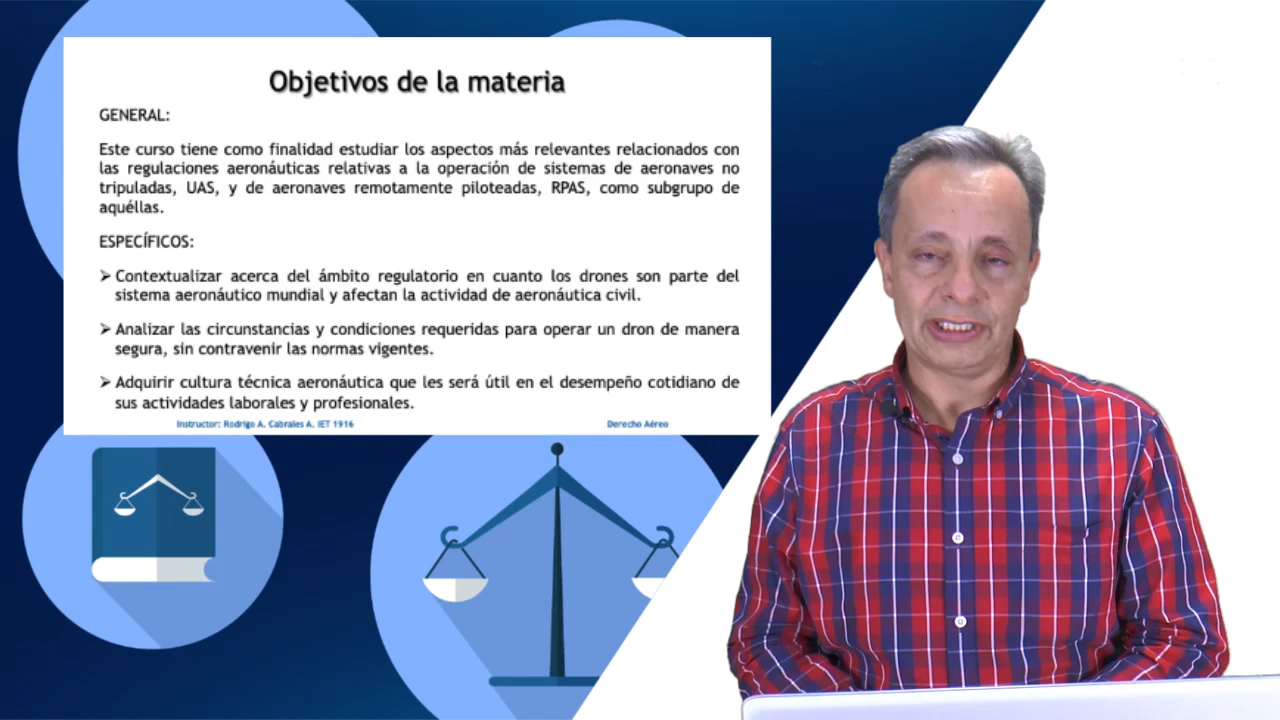 Objetivos de la materia
GENERAL:
Este curso tiene como finalidad estudiar los aspectos más relevantes relacionados con
las regulaciones aeronáuticas relativas a la operación de sistemas de aeronaves no
tripuladas, UAS, y de aeronaves remotamente piloteadas, RPAS, como subgrupo de
aquéllas.
ESPECÍFICOS:
➢ Contextualizar acerca del ámbito regulatorio en cuanto los drones son parte del
sistema aeronáutico mundial y afectan la actividad de aeronáutica civil.
➢ Analizar las circunstancias y condiciones requeridas para operar un dron de manera
segura, sin contravenir las normas vigentes.
➢ Adquirir cultura técnica aeronáutica que les será útil en el desempeño cotidiano de
sus actividades laborales y profesionales.
Instructor: Rodrigo A. Cabrales A. IET 1916 Derecho Aéreo